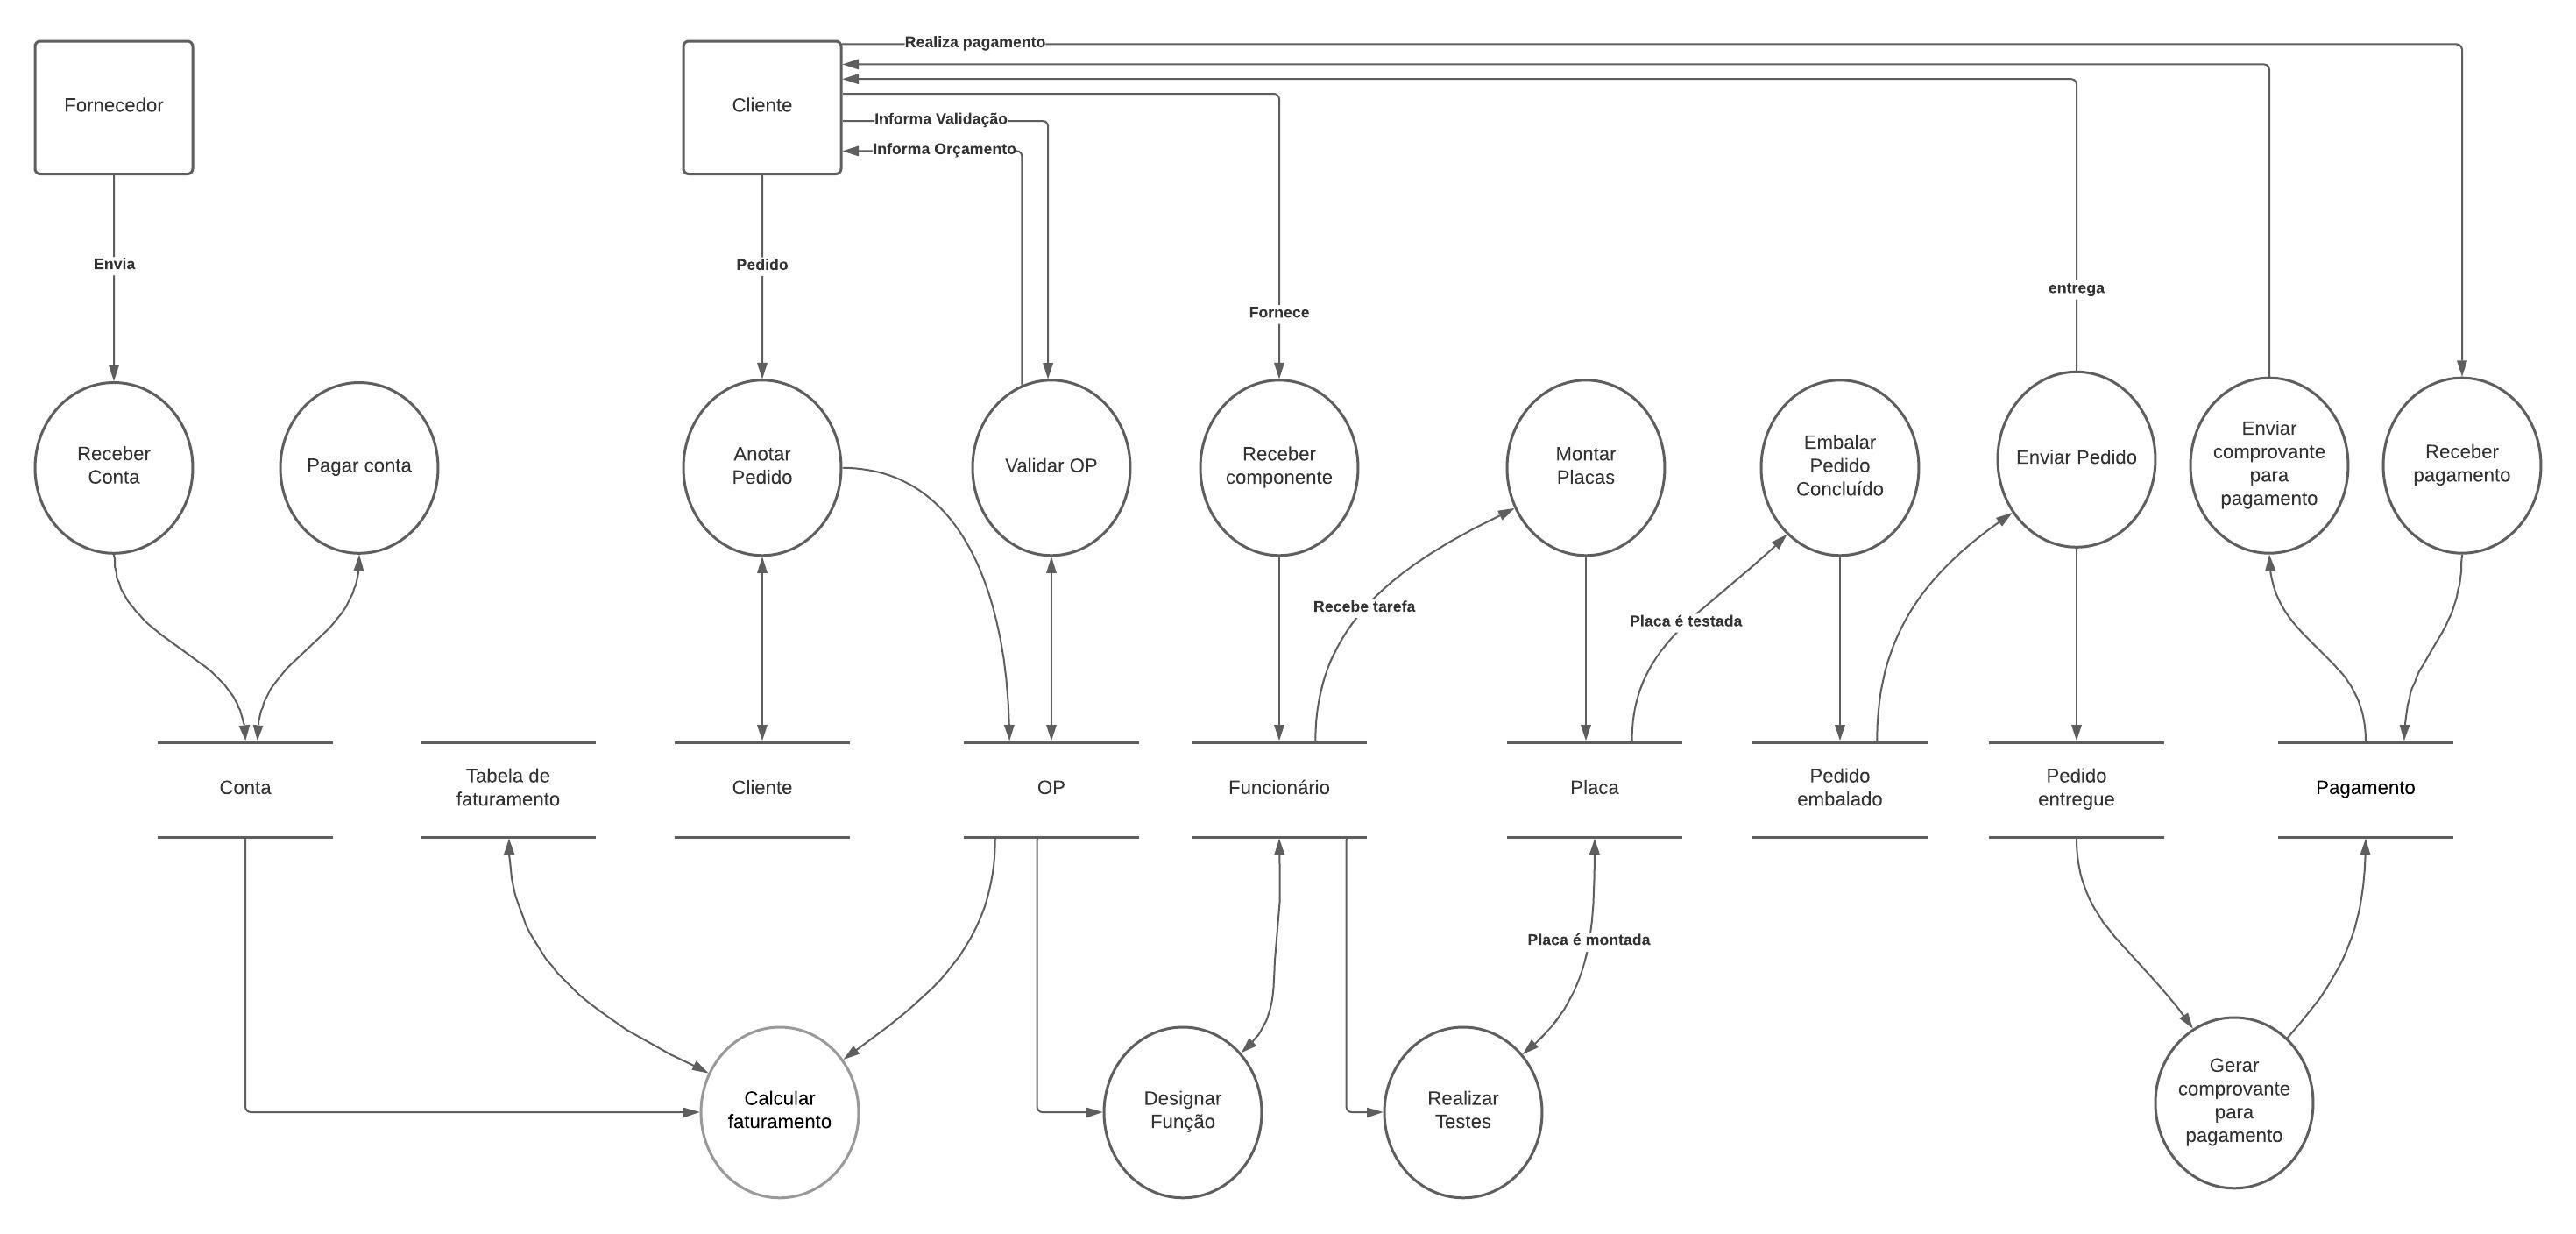 Realiza pagamento
Fornecedor
Cliente
Informa Validação
Informa Orçamento
Envia
Pedido
Fornece
entrega
Receber
Conta
Pagar conta
Anotar
Pedido
Validar OP
Receber
componente
Montar
Placas
Embalar
Pedido
Concluído
Enviar Pedido
Enviar
comprovante
para
pagamento
Receber
pagamento
Recebe tarefa
Placa é testada
Conta
Tabela de
faturamento
Cliente
OP
Funcionário
Placa
Pedido
embalado
Pedido
entregue
Pagamento
Placa é montada
Calcular
faturamento
Designar
Função
Realizar
Testes
Gerar
comprovante
para
pagamento